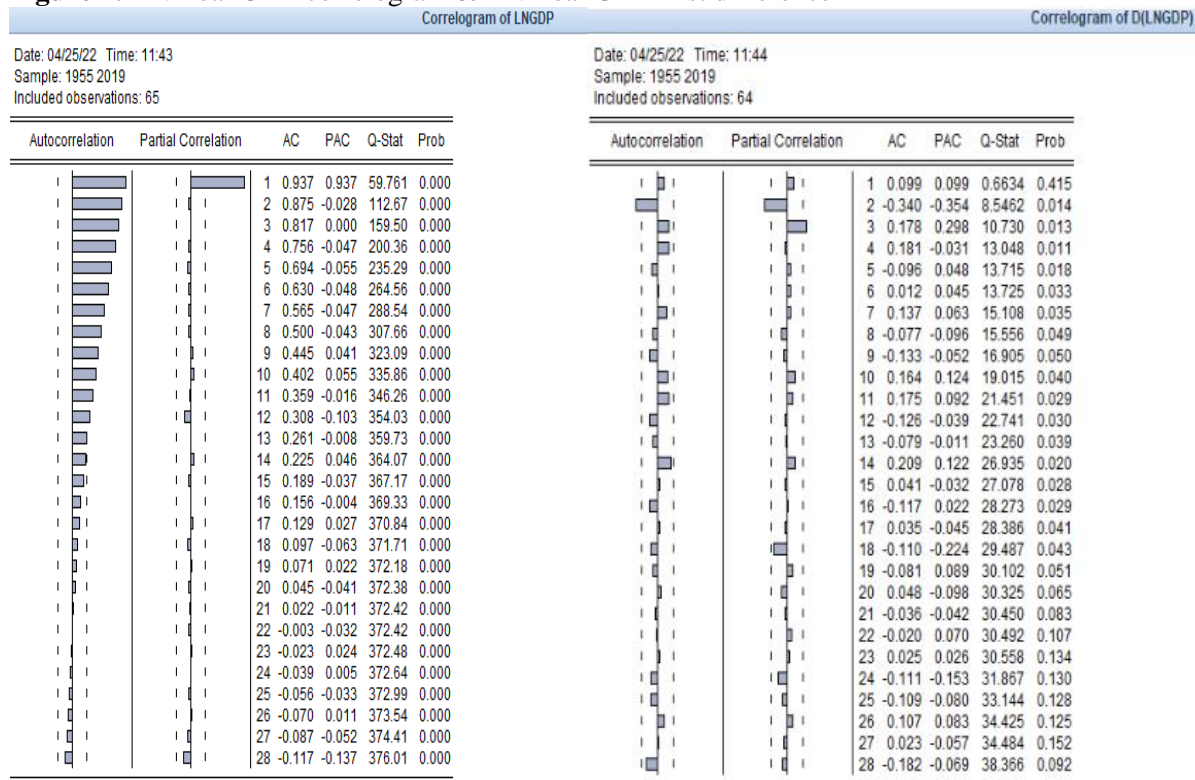 Correlogram of LNGDP
Date: 04/25/22 Time: 11:43
Sample: 1955 2019
Included observations: 65
Autocorrelation Partial Correlation AC PAC Q-Stat Prob
1 0.937 0.937 59.761 0.000
2 0.875 -0.028 112.67 0.000
3 0.817 0.000 159.50 0.000
4 0.756 -0.047 200.36 0.000
5 0.694 -0.055 235.29 0.000
6 0.630 -0.048 264.56 0.000
7 0.565 -0.047 288.54 0.000
8 0.500 -0.043 307.66 0.000
9 0.445 0.041 323.09 0.000
10 0.402 0.055 335.86 0.000
11 0.359 -0.016 346.26 0.000
12 0.308 -0.103 354.03 0.000
13 0.261 -0.008 359.73 0.000
14 0.225 0.046 364.07 0.000
15 0.189 -0.037 367.17 0.000
16 0.156 -0.004 369.33 0.000
17 0.129 0.027 370.84 0.000
18 0.097 -0.063 371.71 0.000
19 0.071 0.022 372.18 0.000
20 0.045 -0.041 372.38 0.000
21 0.022 -0.011 372.42 0.000
22 -0.003 -0.032 372.42 0.000
23 -0.023 0.024 372.48 0.000
24 -0.039 0.005 372.64 0.000
25 -0.056 -0.033 372.99 0.000
26 -0.070 0.011 373.54 0.000
27 -0.087 -0.052 374.41 0.000
28 -0.117 -0.137 376.01 0.000
Correlogram of D(LNGDP)
Date: 04/25/22 Time: 11:44
Sample: 1955 2019
Included observations: 64
Autocorrelation Partial Correlation AC PAC Q-Stat Prob
1 0.099 0.099 0.6634 0.415
2 -0.340 -0.354 8.5462 0.014
3 0.178 0.298 10.730 0.013
4 0.181 -0.031 13.048 0.011
5 -0.096 0.048 13.715 0.018
6 0.012 0.045 13.725 0.033
7 0.137 0.063 15.108 0.035
8 -0.077 -0.096 15.556 0.049
9 -0.133 -0.052 16.905 0.050
10 0.164 0.124 19.015 0.040
11 0.175 0.092 21.451 0.029
12 -0.126 -0.039 22.741 0.030
13 -0.079 -0.011 23.260 0.039
14 0.209 0.122 26.935 0.020
15 0.041 -0.032 27.078 0.028
16 -0.117 0.022 28.273 0.029
17 0.035 -0.045 28.386 0.041
18 -0.110 -0.224 29.487 0.043
19 -0.081 0.089 30.102 0.051
20 0.048 -0.098 30.325 0.065
21 -0.036 -0.042 30.450 0.083
22 -0.020 0.070 30.492 0.107
23 0.025 0.026 30.558 0.134
24 -0.111 -0.153 31.867 0.130
25 -0.109 -0.080 33.144 0.128
26 0.107 0.083 34.425 0.125
27 0.023 -0.057 34.484 0.152
28 -0.182 -0.069 38.366 0.092